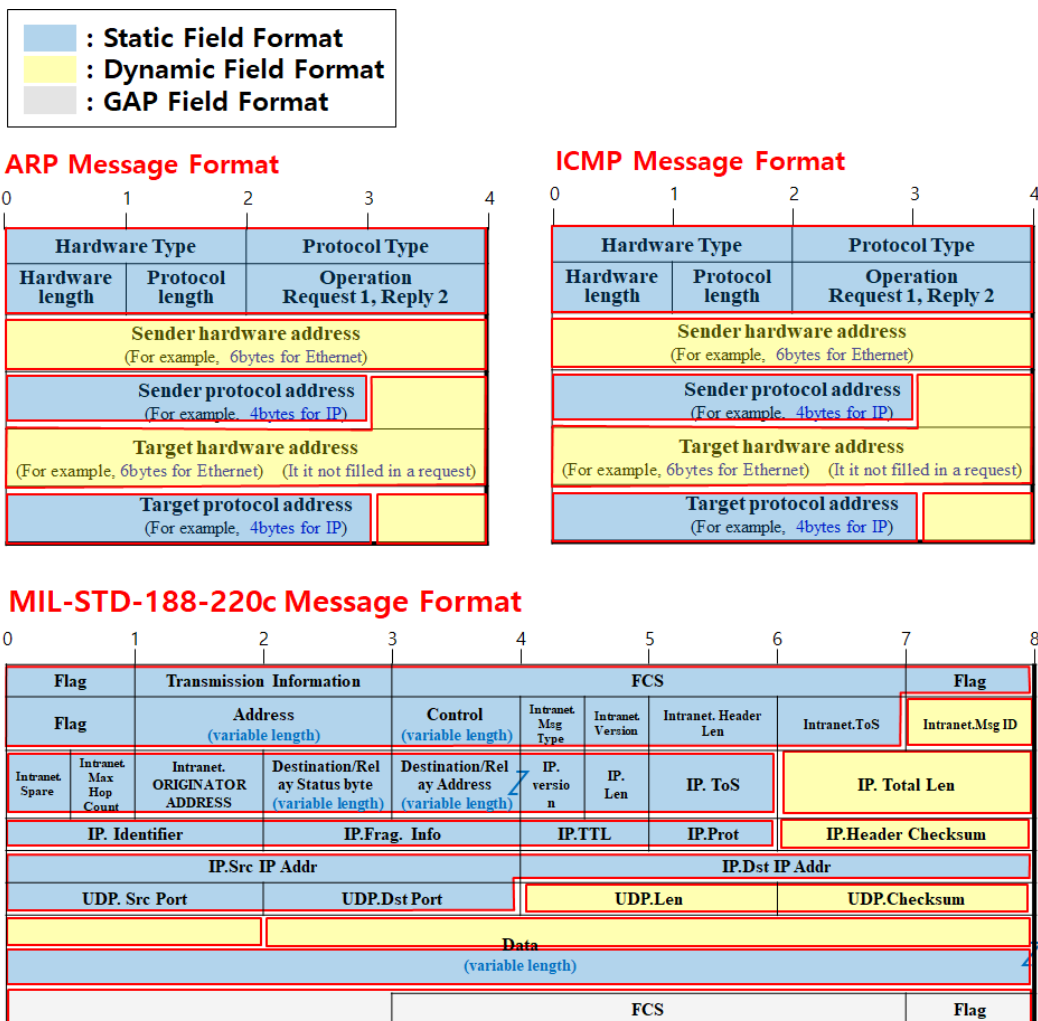 : Static Field Format
: Dynamic Field Format
: GAP Field Format
ARP Message Format
0 1 2 3 4
Hardware Type Protocol Type
Hardware length Protocol length Operation Request 1, Reply 2
Sender hardware address
(For example, 6bytes for Ethernet)
Sender protocol address
(For example, 4bytes for IP)
Target hardware address
(For example, 6bytes for Ethernet) (It it not filled in a request)
Target protocol address
(For example, 4bytes for IP)
ICMP Message Format
0 1 2 3 4
Hardware Type Protocol Type
Hardware length Protocol length Operation Request 1, Reply 2
Sender hardware address
(For example, 6bytes for Ethernet)
Sender protocol address
(For example, 4bytes for IP)
Target hardware address
(For example, 6bytes for Ethernet) (It it not filled in a request)
Target protocol address
(For example, 4bytes for IP)
MIL-STD-188-220c Message Format
0 1 2 3 4 5 6 7 8
Flag Transmission Information FCS Flag
Flag Address (variable length) Control (variable length) Intranet. Msg Type Intranet. Version Intranet. Header Len Intranet.ToS Intranet.Msg ID
Intranet. Spare Intranet. Max Hop Count Intranet. ORIGINATOR ADDRESS Destination/Rel ay Status byte (variable length) Destination/Rel ay Address (variable length) IP. versio n IP. Len IP. ToS IP. Total Len
IP. Identifier IP.Frag. Info IP.TTL IP.Prot IP.Header Checksum
IP.Src IP Addr IP.Dst IP Addr
UDP. Src Port UDP.Dst Port UDP.Len UDP.Checksum
Data
(variable length)
FCS Flag